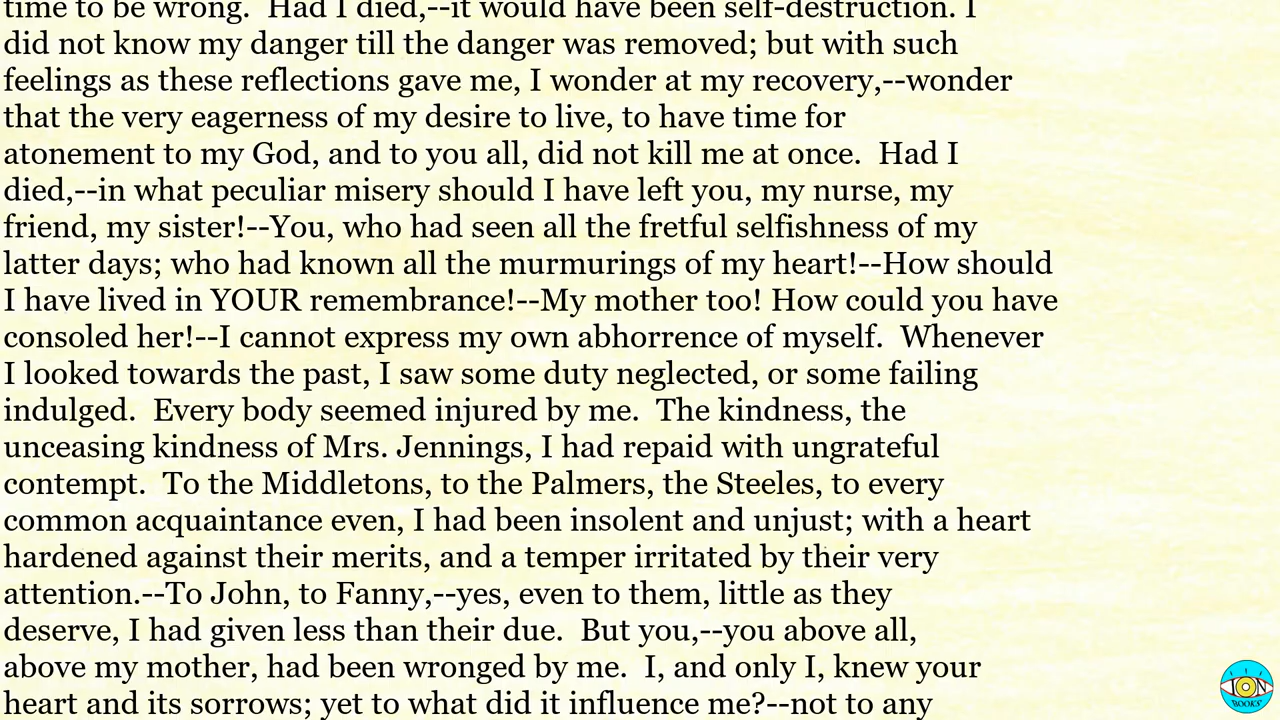 time to be wrong.  Had I died,--it would have been self-destruction. I
did not know my danger till the danger was removed; but with such
feelings as these reflections gave me, I wonder at my recovery,--wonder
that the very eagerness of my desire to live, to have time for
atonement to my God, and to you all, did not kill me at once.  Had I
died,--in what peculiar misery should I have left you, my nurse, my
friend, my sister!--You, who had seen all the fretful selfishness of my
latter days; who had known all the murmurings of my heart!--How should
I have lived in YOUR remembrance!--My mother too! How could you have
consoled her!--I cannot express my own abhorrence of myself.  Whenever
I looked towards the past, I saw some duty neglected, or some failing
indulged.  Every body seemed injured by me.  The kindness, the
unceasing kindness of Mrs. Jennings, I had repaid with ungrateful
contempt.  To the Middletons, to the Palmers, the Steeles, to every
common acquaintance even, I had been insolent and unjust; with a heart
hardened against their merits, and a temper irritated by their very
attention.--To John, to Fanny,--yes, even to them, little as they
deserve, I had given less than their due.  But you,--you above all,
above my mother, had been wronged by me.  I, and only I, knew your
heart and its sorrows; yet to what did it influence me?--not to any
ION
BOOKS